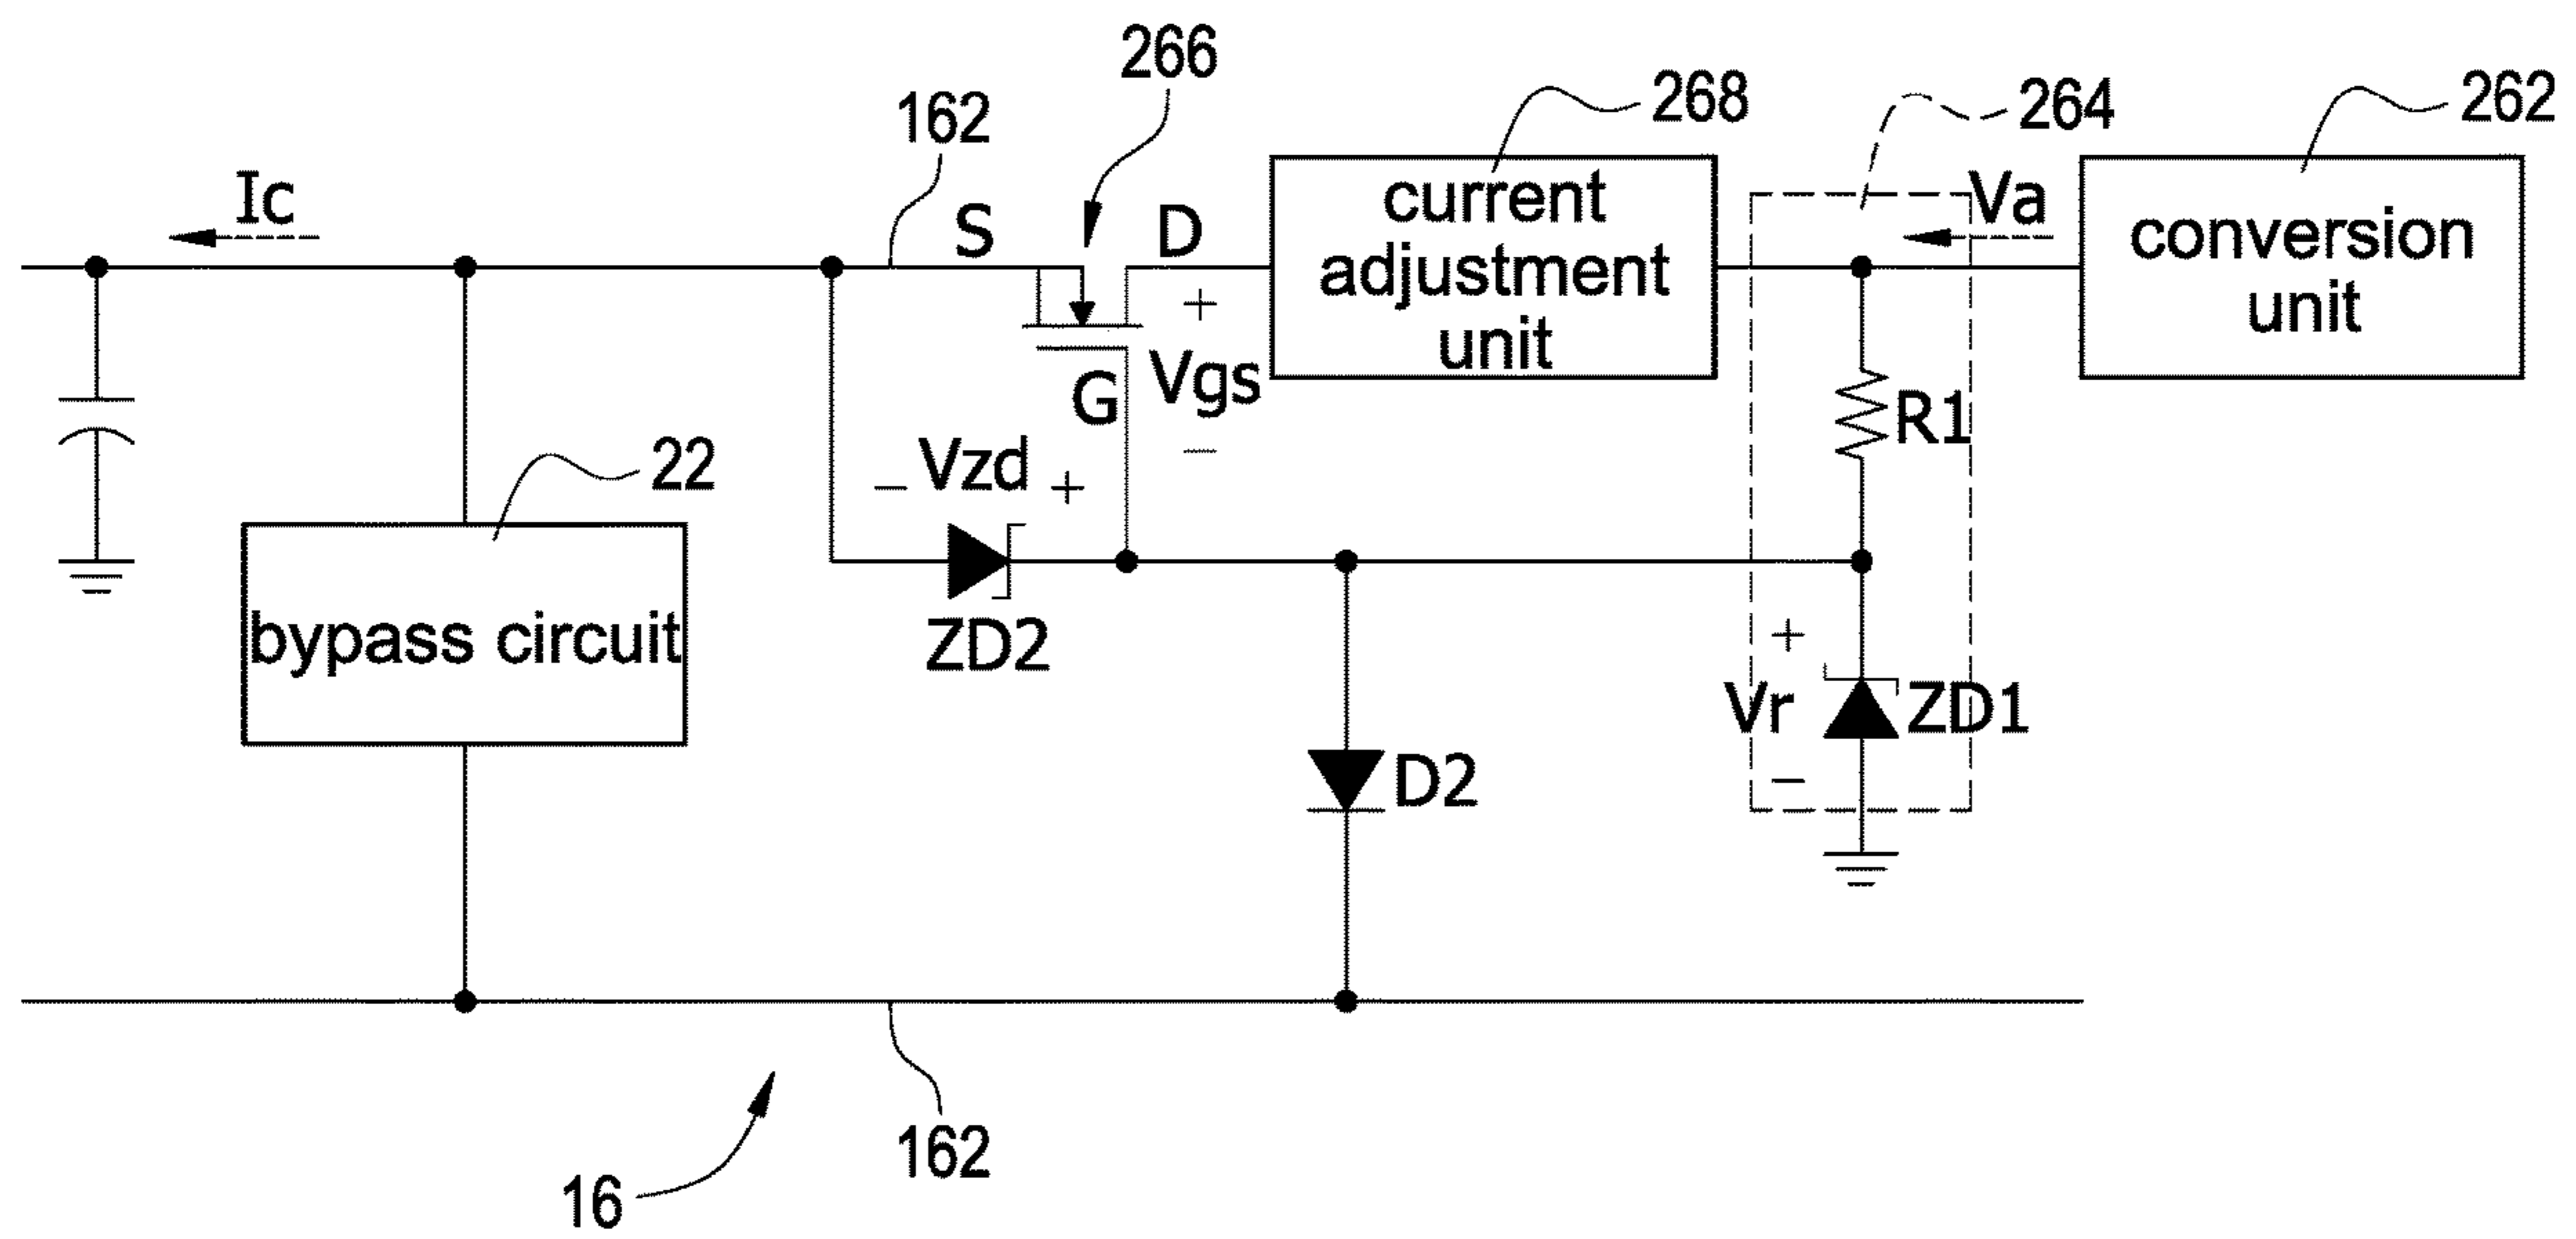 266
162
268
264
262
Ic
S
D
Va
current
adjustment
unit
conversion
unit
+
Vgs
−
G
R1
22
− Vzd +
bypass circuit
ZD2
+
Vr
−
ZD1
D2
162
16